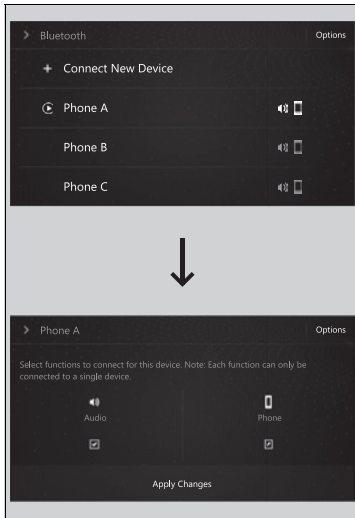 Bluetooth
Options
Connect New Device
Phone A
Phone B
Phone C
Phone A
Options
Select functions to connect for this device. Note: Each function can only be
connected to a single device.
Audio
Phone
Apply Changes